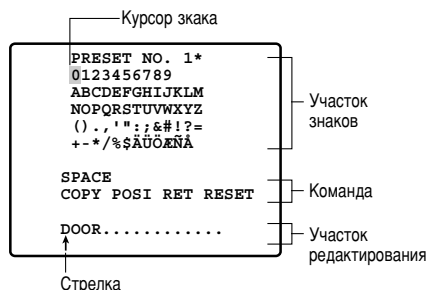 Курсор зкака
PRESET NO. 1*
0123456789
ABCDEFGHIJKLM
NOPQRSTUVWXYZ
().,'":;&#!?=
+-*/%$ÄÜÖÆÑÅ
Участок
знаков
SPACE
COPY POSI RET RESET
Команда
DOOR............
Участок
редактирования
Стрелка